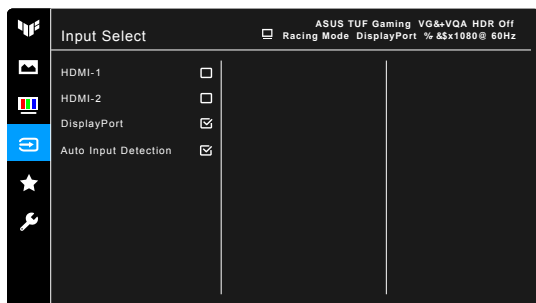 Input Select
ASUS TUF Gaming VG&+VQA HDR Off
Racing Mode DisplayPort % &$x1080@ 60Hz
HDMI-1
HDMI-2
DisplayPort
Auto Input Detection